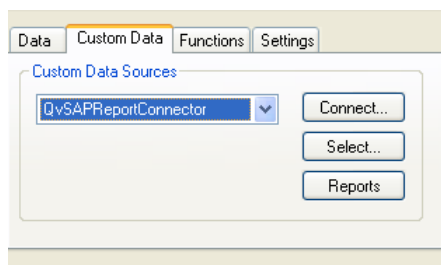 Data Custom Data Functions Settings
Custom Data Sources
QvSAPReportConnector Connect...
Select...
Reports